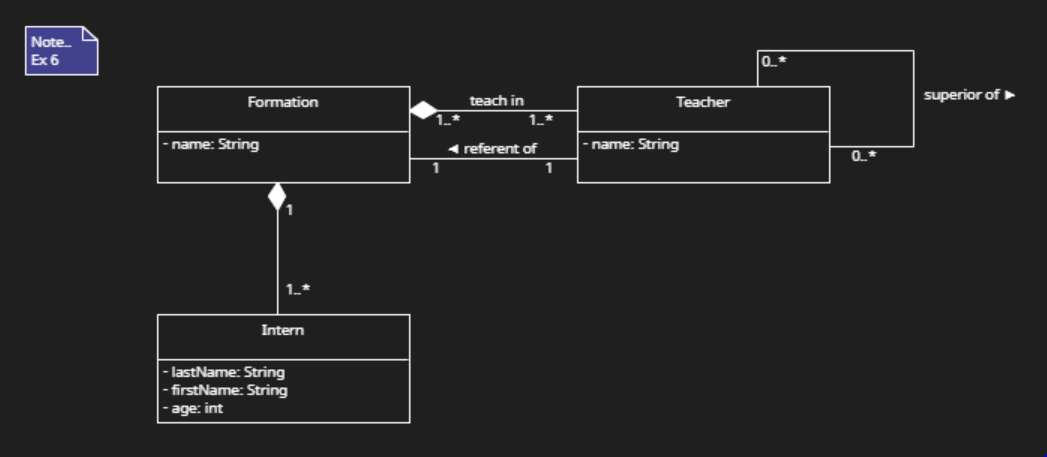 Note..
Ex 6
Formation
- name: String
teach in
1..*
1..*
◄ referent of
1
1
Teacher
- name: String
0..*
superior of ►
0..*
1
1..*
Intern
- lastName: String
- firstName: String
- age: int